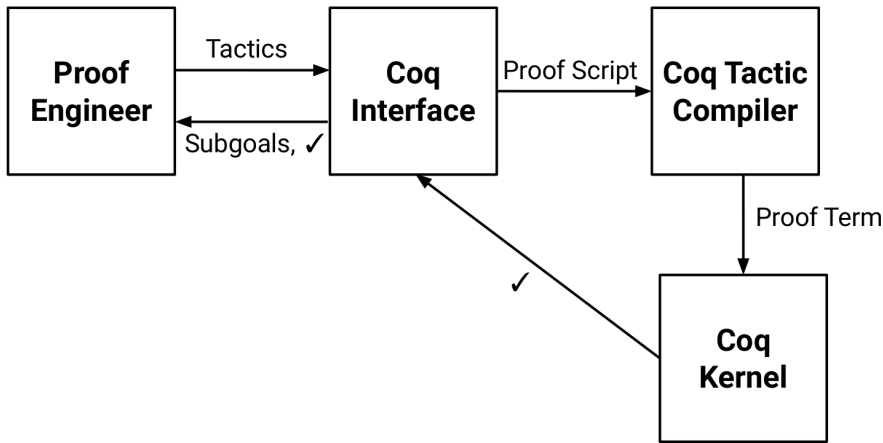 Proof
Engineer
Tactics
Subgoals, ✓
Coq
Interface
Proof Script
Coq Tactic
Compiler
Proof Term
✓
Coq
Kernel